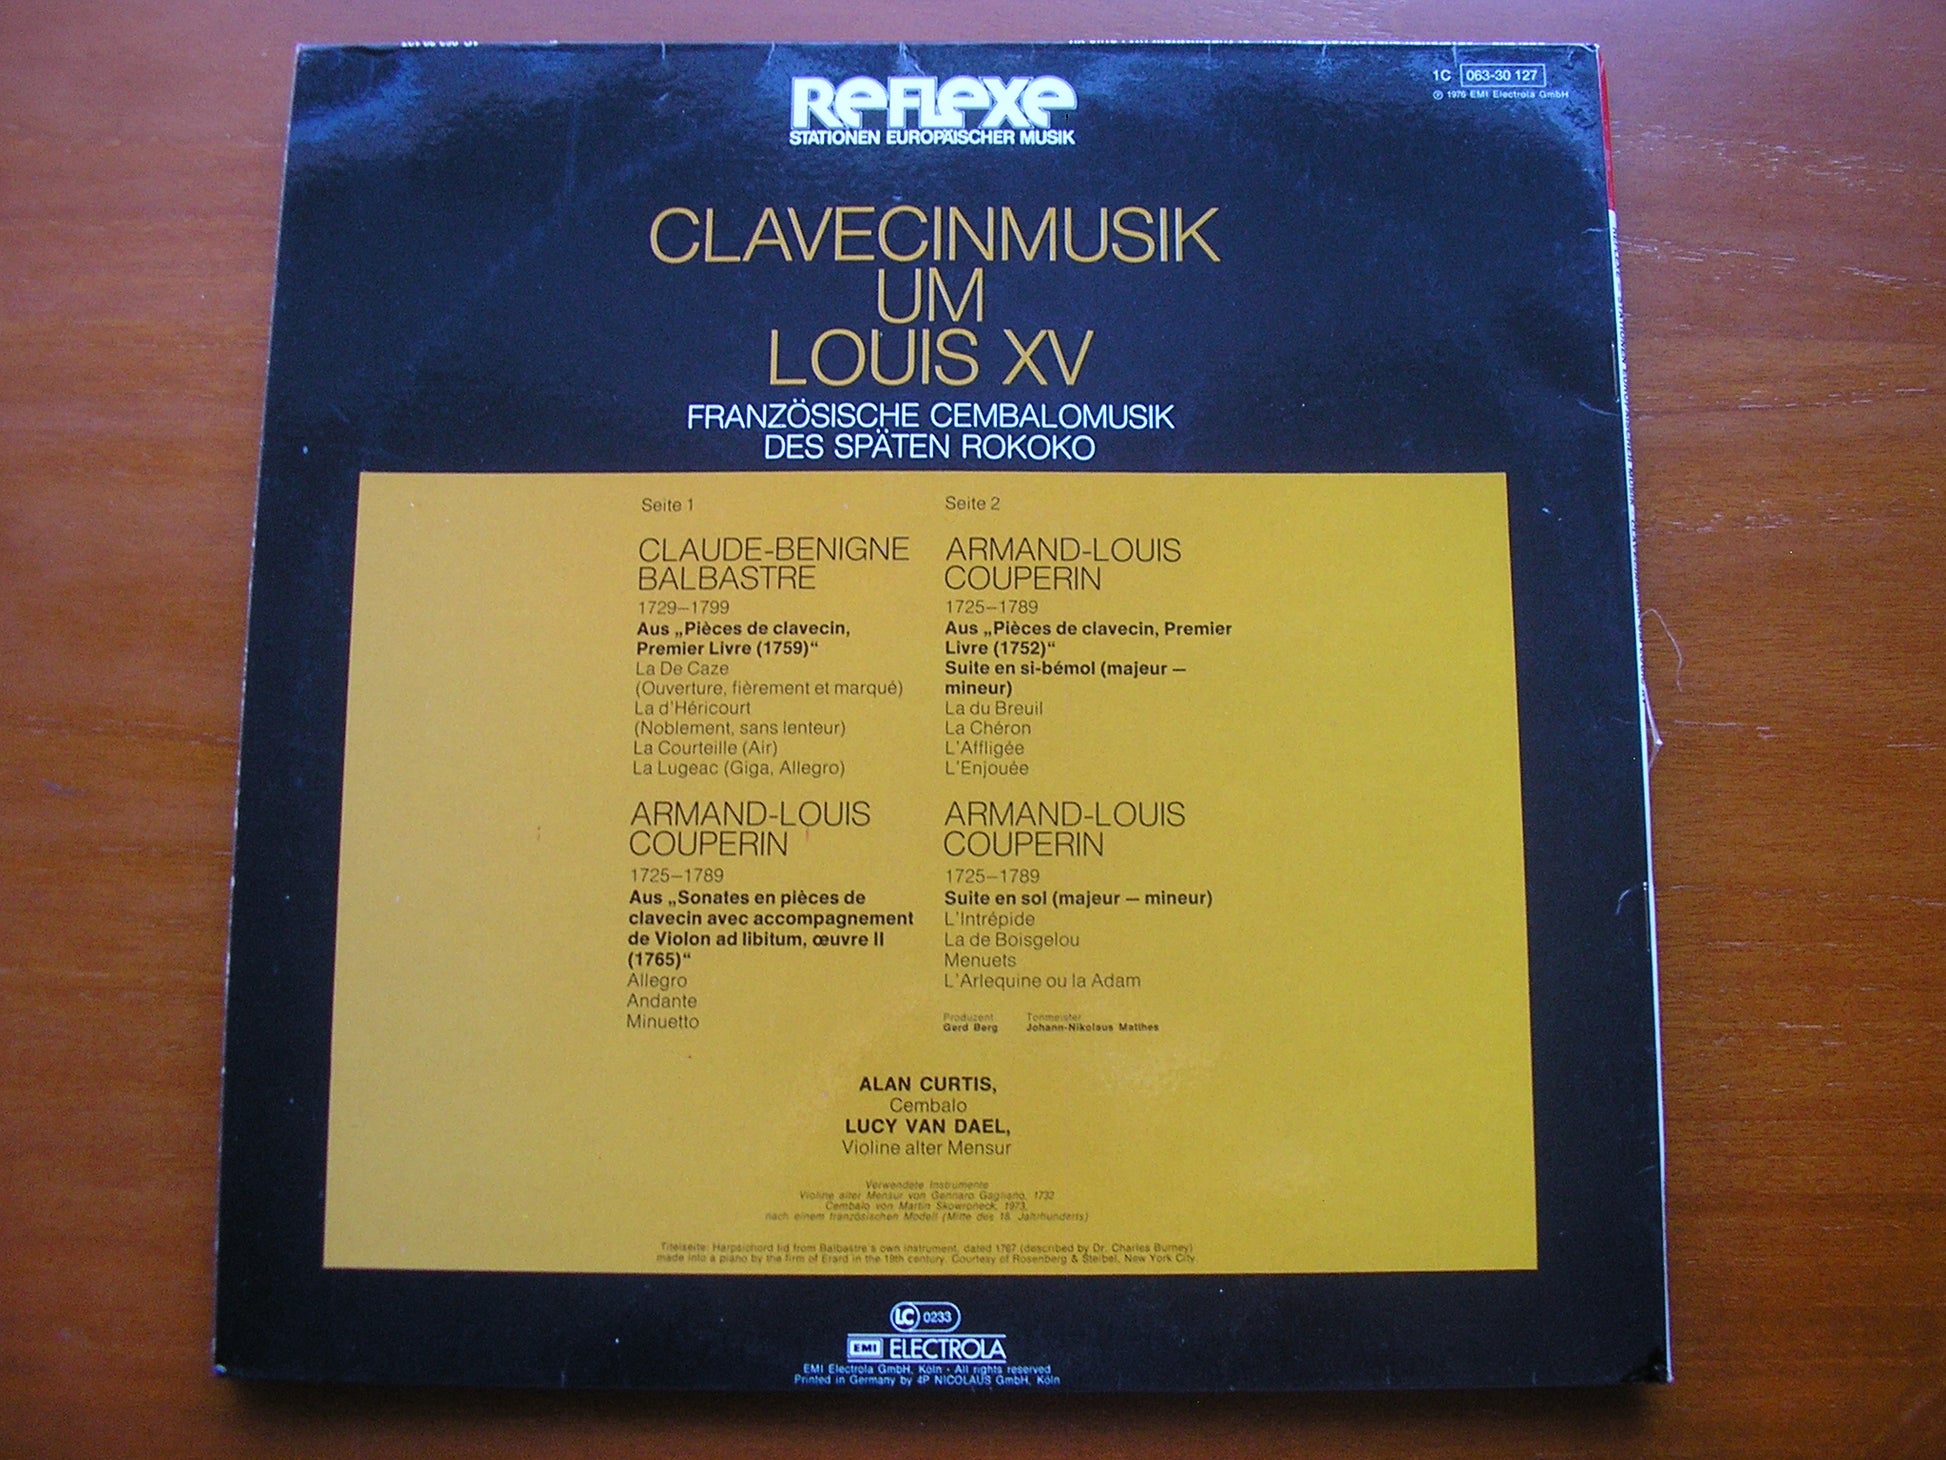 REFLEXE
STATIONEN EUROPÄISCHER MUSIK
1C 063-30 127
Ⓟ 1976 EMI Electrola GmbH
CLAVECINMUSIK
UM
LOUIS XV
FRANZÖSISCHE CEMBALOMUSIK
DES SPÄTEN ROKOKO
Seite 1
CLAUDE-BENIGNE
BALBASTRE
1729–1799
Aus „Pièces de clavecin,
Premier Livre (1759)“
La De Caze
(Ouverture, fièrement et marqué)
La d'Héricourt
(Noblement, sans lenteur)
La Courteille (Air)
La Lugeac (Giga, Allegro)
ARMAND-LOUIS
COUPERIN
1725–1789
Aus „Sonates en pièces de
clavecin avec accompagnement
de Violon ad libitum, œuvre II
(1765)“
Allegro
Andante
Minuetto
Seite 2
ARMAND-LOUIS
COUPERIN
1725–1789
Aus „Pièces de clavecin, Premier
Livre (1752)“
Suite en si-bémol (majeur —
mineur)
La du Breuil
La Chéron
L'Affligée
L'Enjouée
ARMAND-LOUIS
COUPERIN
1725–1789
Suite en sol (majeur — mineur)
L'Intrépide
La de Boisgelou
Menuets
L'Arlequine ou la Adam
Produzent
Gerd Berg
Tonmeister
Johann-Nikolaus Matthes
ALAN CURTIS,
Cembalo
LUCY VAN DAEL,
Violine alter Mensur
Verwendete Instrumente
Violine alter Mensur von Gennaro Gagliano, 1732
Cembalo von Martin Skowroneck, 1973,
nach einem französischen Modell (Mitte des 18. Jahrhunderts)
Titelseite: Harpsichord lid from Balbastre's own instrument, dated 1767 (described by Dr. Charles Burney)
made into a piano by the firm of Erard in the 19th century. Courtesy of Rosenberg & Steibel, New York City
LC 0233
EMI ELECTROLA
EMI Electrola GmbH, Köln · All rights reserved
Printed in Germany by 4P NICOLAUS GmbH, Köln